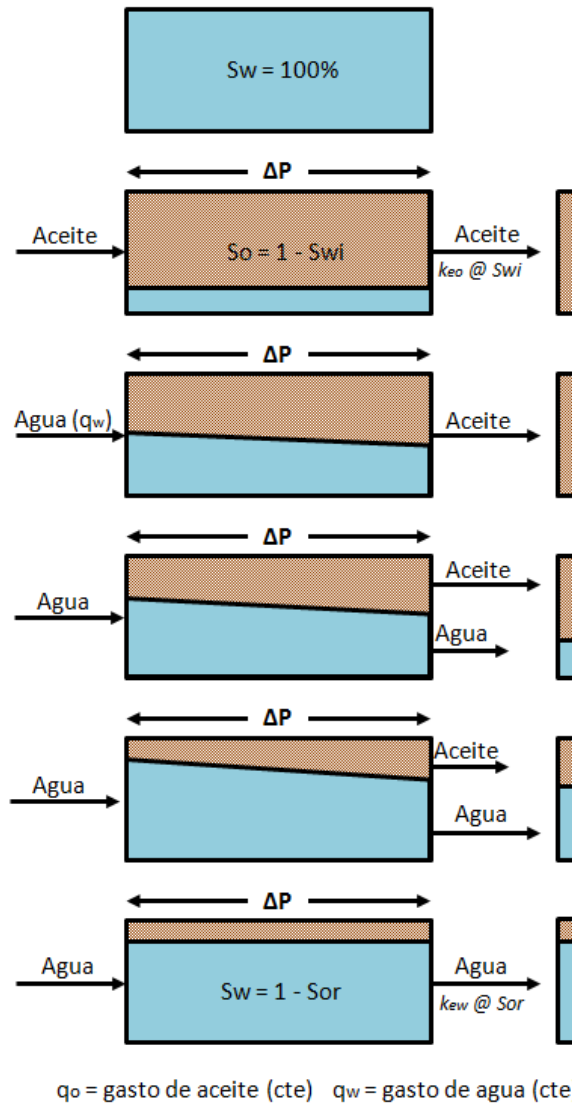 Sw = 100%
ΔP
Aceite
So = 1 - Swi
Aceite
keo @ Swi
ΔP
Agua (qw)
Aceite
ΔP
Aceite
Agua
Agua
ΔP
Aceite
Agua
Agua
ΔP
Agua
Sw = 1 - Sor
Agua
kew @ Sor
qo = gasto de aceite (cte) qw = gasto de agua (cte